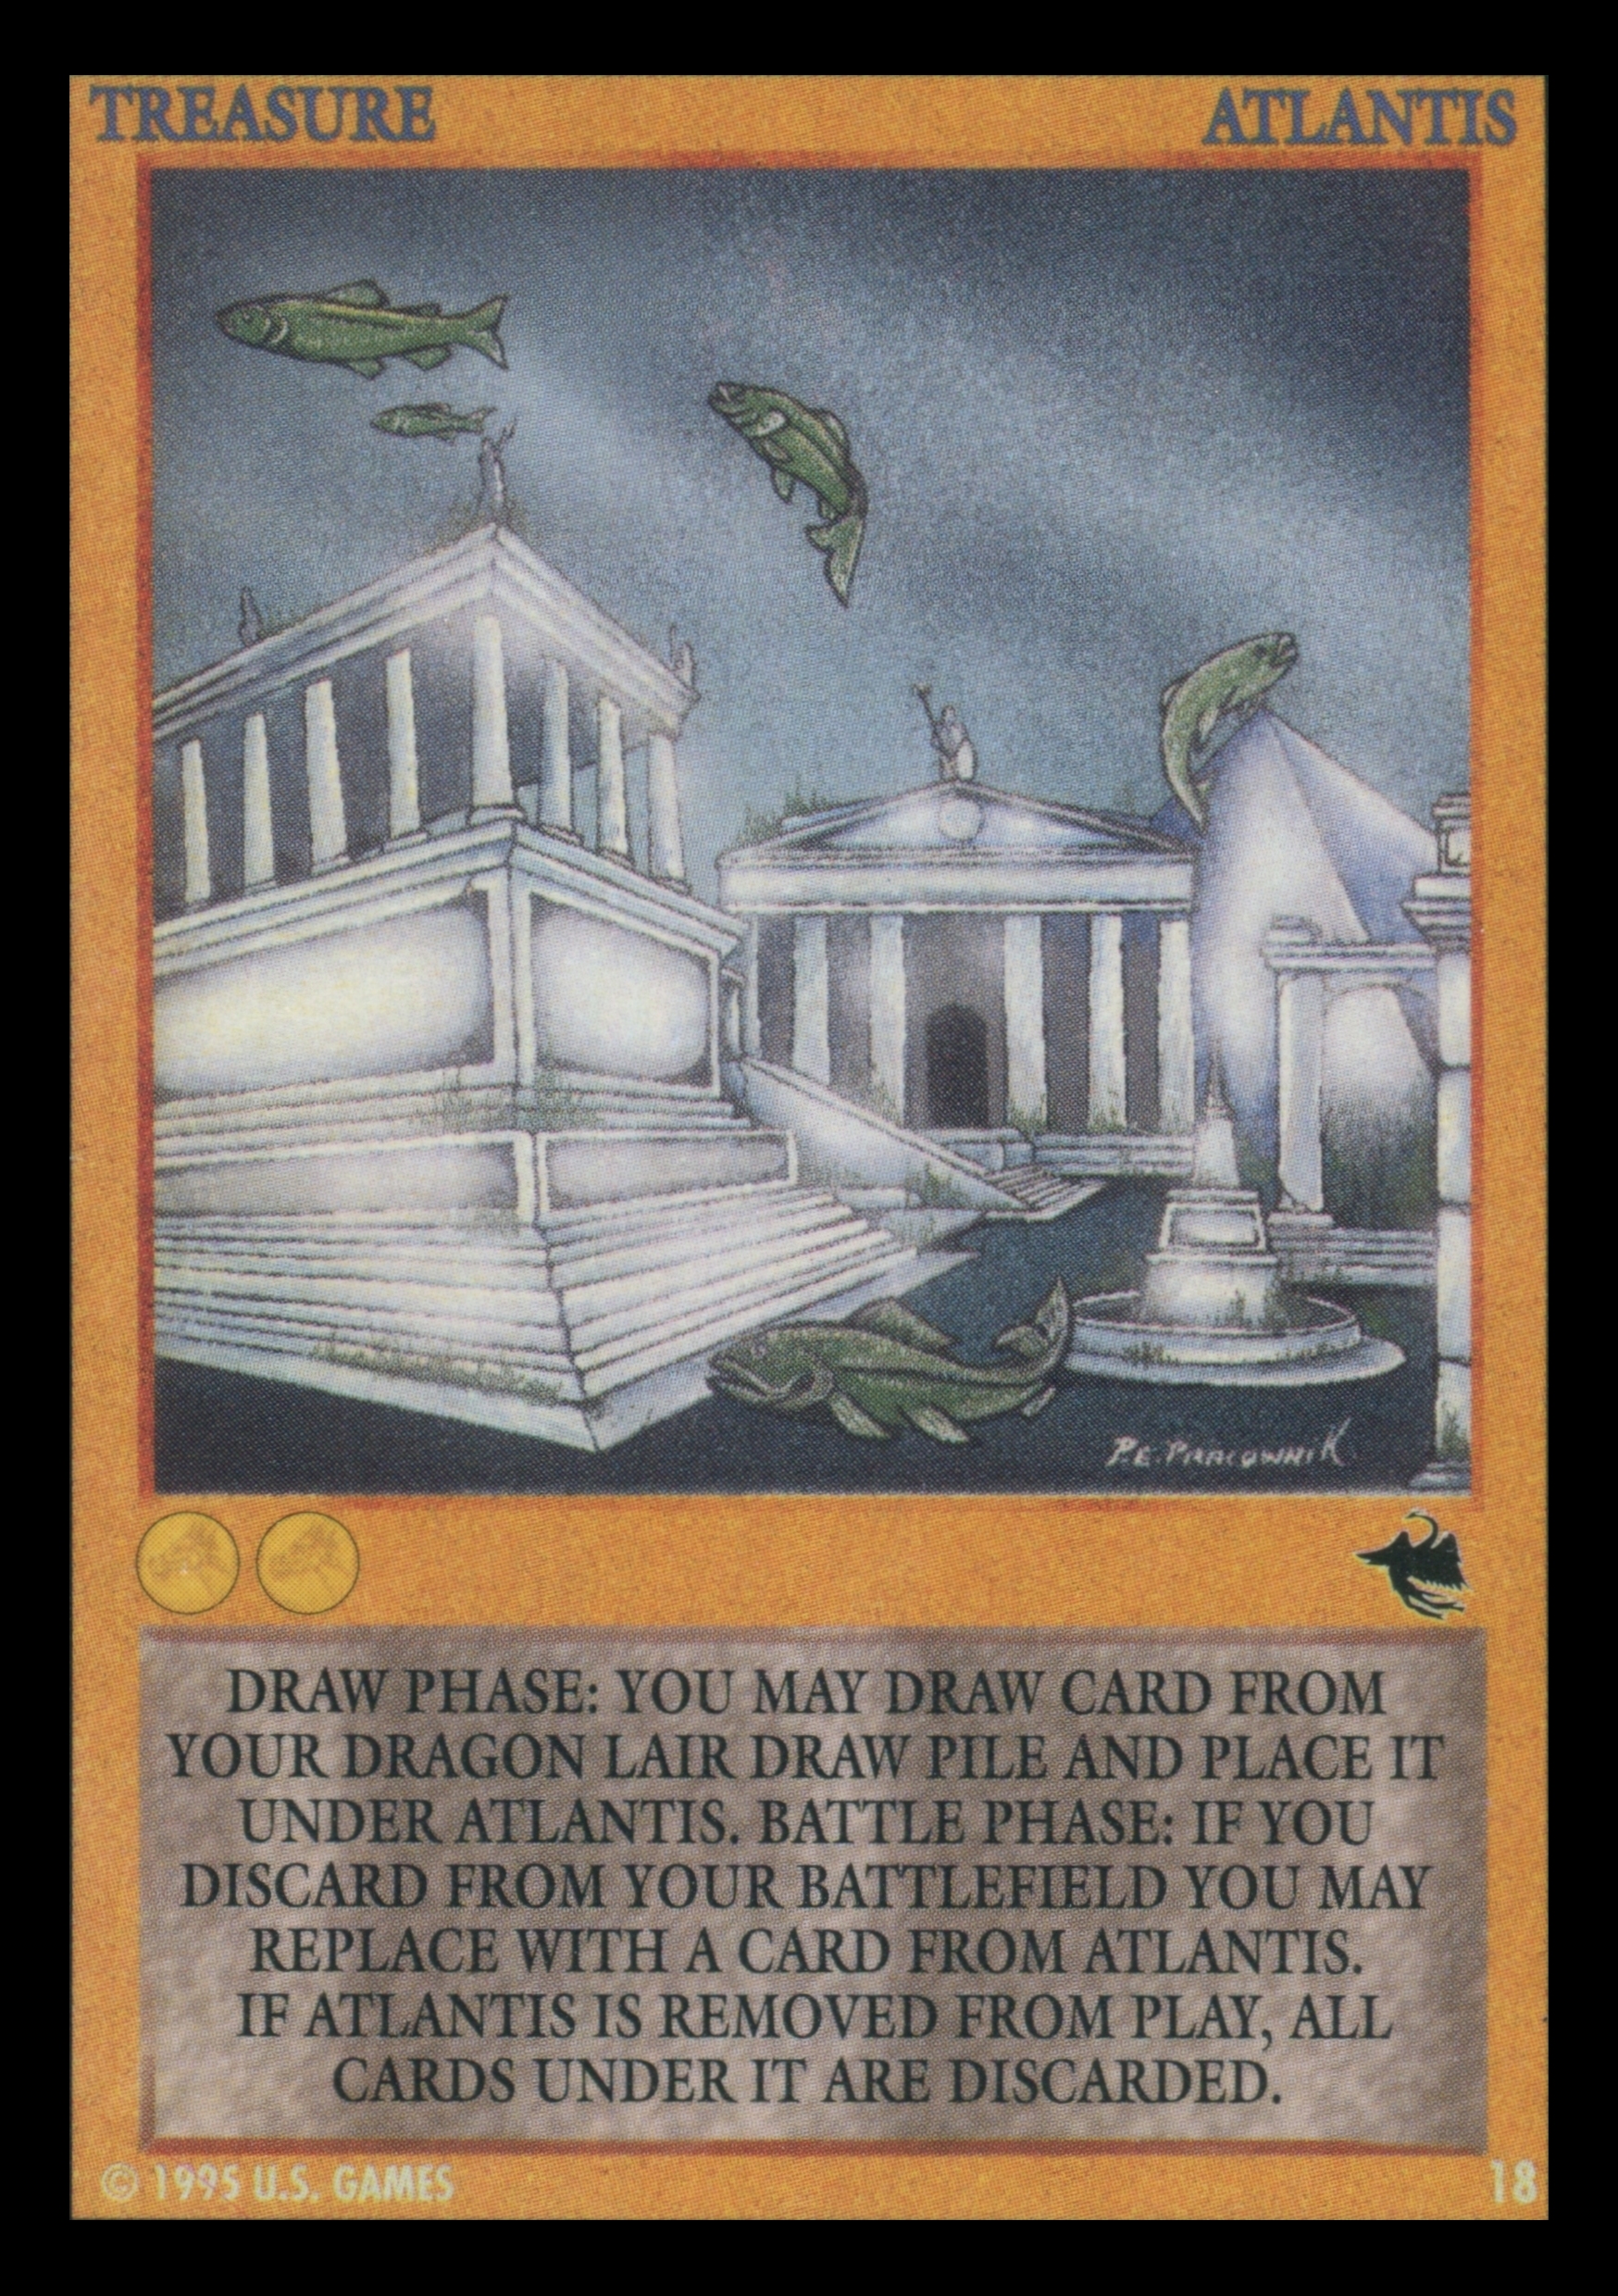 TREASURE ATLANTIS
P.E. PRACOWNIK
DRAW PHASE: YOU MAY DRAW CARD FROM
YOUR DRAGON LAIR DRAW PILE AND PLACE IT
UNDER ATLANTIS. BATTLE PHASE: IF YOU
DISCARD FROM YOUR BATTLEFIELD YOU MAY
REPLACE WITH A CARD FROM ATLANTIS.
IF ATLANTIS IS REMOVED FROM PLAY, ALL
CARDS UNDER IT ARE DISCARDED.
© 1995 U.S. GAMES 18